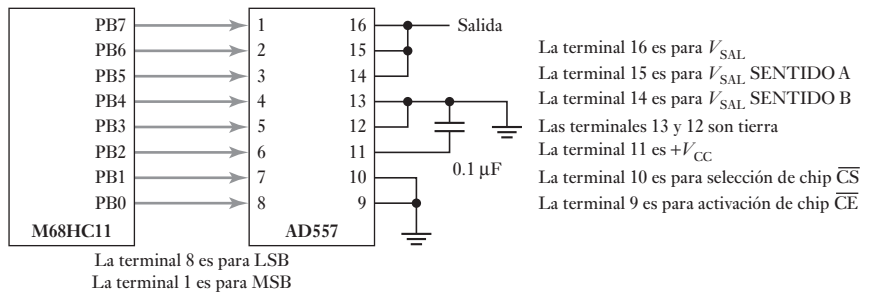 PB7 1 16 Salida
PB6 2 15
PB5 3 14
PB4 4 13
PB3 5 12
PB2 6 11
PB1 7 10
PB0 8 9
0.1 μF
M68HC11 AD557
La terminal 16 es para V_SAL
La terminal 15 es para V_SAL SENTIDO A
La terminal 14 es para V_SAL SENTIDO B
Las terminales 13 y 12 son tierra
La terminal 11 es +V_CC
La terminal 10 es para selección de chip C̅S̅
La terminal 9 es para activación de chip C̅E̅
La terminal 8 es para LSB
La terminal 1 es para MSB